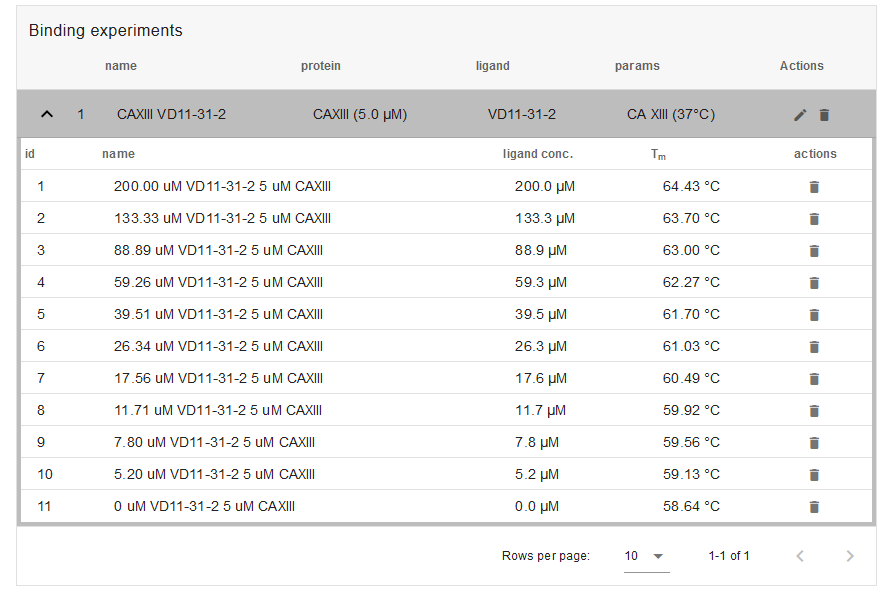 Binding experiments
name protein ligand params Actions
1 CAXIII VD11-31-2 CAXIII (5.0 µM) VD11-31-2 CA XIII (37°C)
id name ligand conc. Tm actions
1 200.00 uM VD11-31-2 5 uM CAXIII 200.0 µM 64.43 °C
2 133.33 uM VD11-31-2 5 uM CAXIII 133.3 µM 63.70 °C
3 88.89 uM VD11-31-2 5 uM CAXIII 88.9 µM 63.00 °C
4 59.26 uM VD11-31-2 5 uM CAXIII 59.3 µM 62.27 °C
5 39.51 uM VD11-31-2 5 uM CAXIII 39.5 µM 61.70 °C
6 26.34 uM VD11-31-2 5 uM CAXIII 26.3 µM 61.03 °C
7 17.56 uM VD11-31-2 5 uM CAXIII 17.6 µM 60.49 °C
8 11.71 uM VD11-31-2 5 uM CAXIII 11.7 µM 59.92 °C
9 7.80 uM VD11-31-2 5 uM CAXIII 7.8 µM 59.56 °C
10 5.20 uM VD11-31-2 5 uM CAXIII 5.2 µM 59.13 °C
11 0 uM VD11-31-2 5 uM CAXIII 0.0 µM 58.64 °C
Rows per page: 10 1-1 of 1